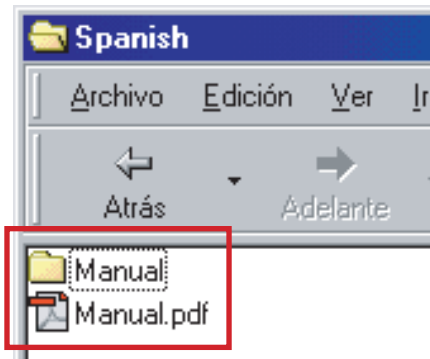 Spanish
Archivo Edición Ver
Atrás Adelante
Manual
Manual.pdf